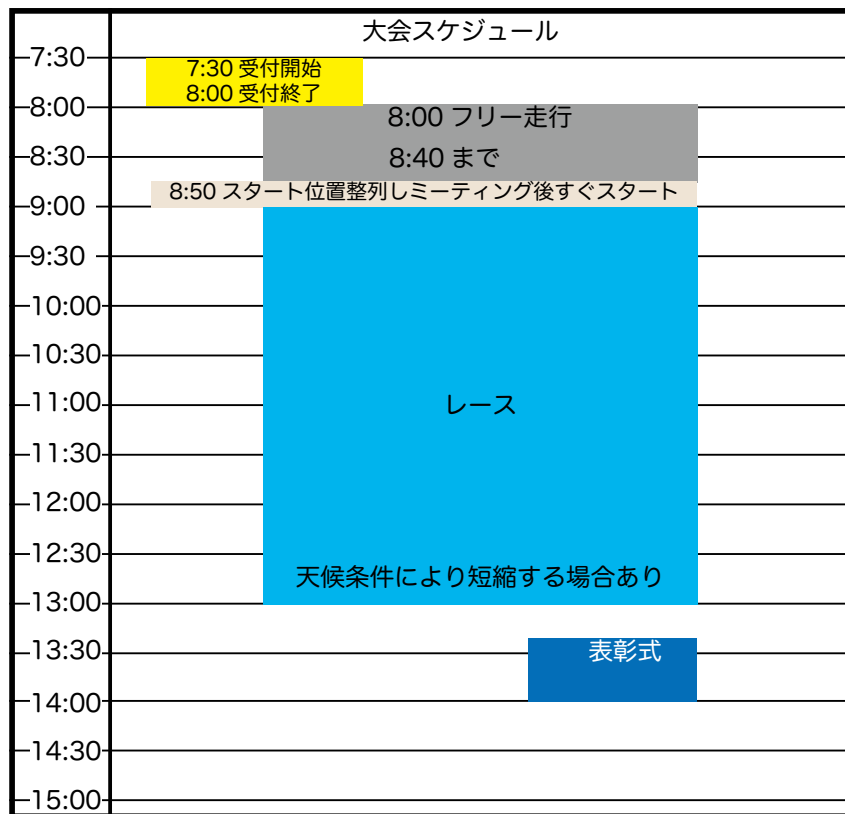 大会スケジュール
7:30
7:30 受付開始
8:00 受付終了
8:00
8:00 フリー走行
8:30
8:40 まで
8:50 スタート位置整列しミーティング後すぐスタート
9:00
9:30
10:00
10:30
11:00
レース
11:30
12:00
12:30
天候条件により短縮する場合あり
13:00
13:30
表彰式
14:00
14:30
15:00